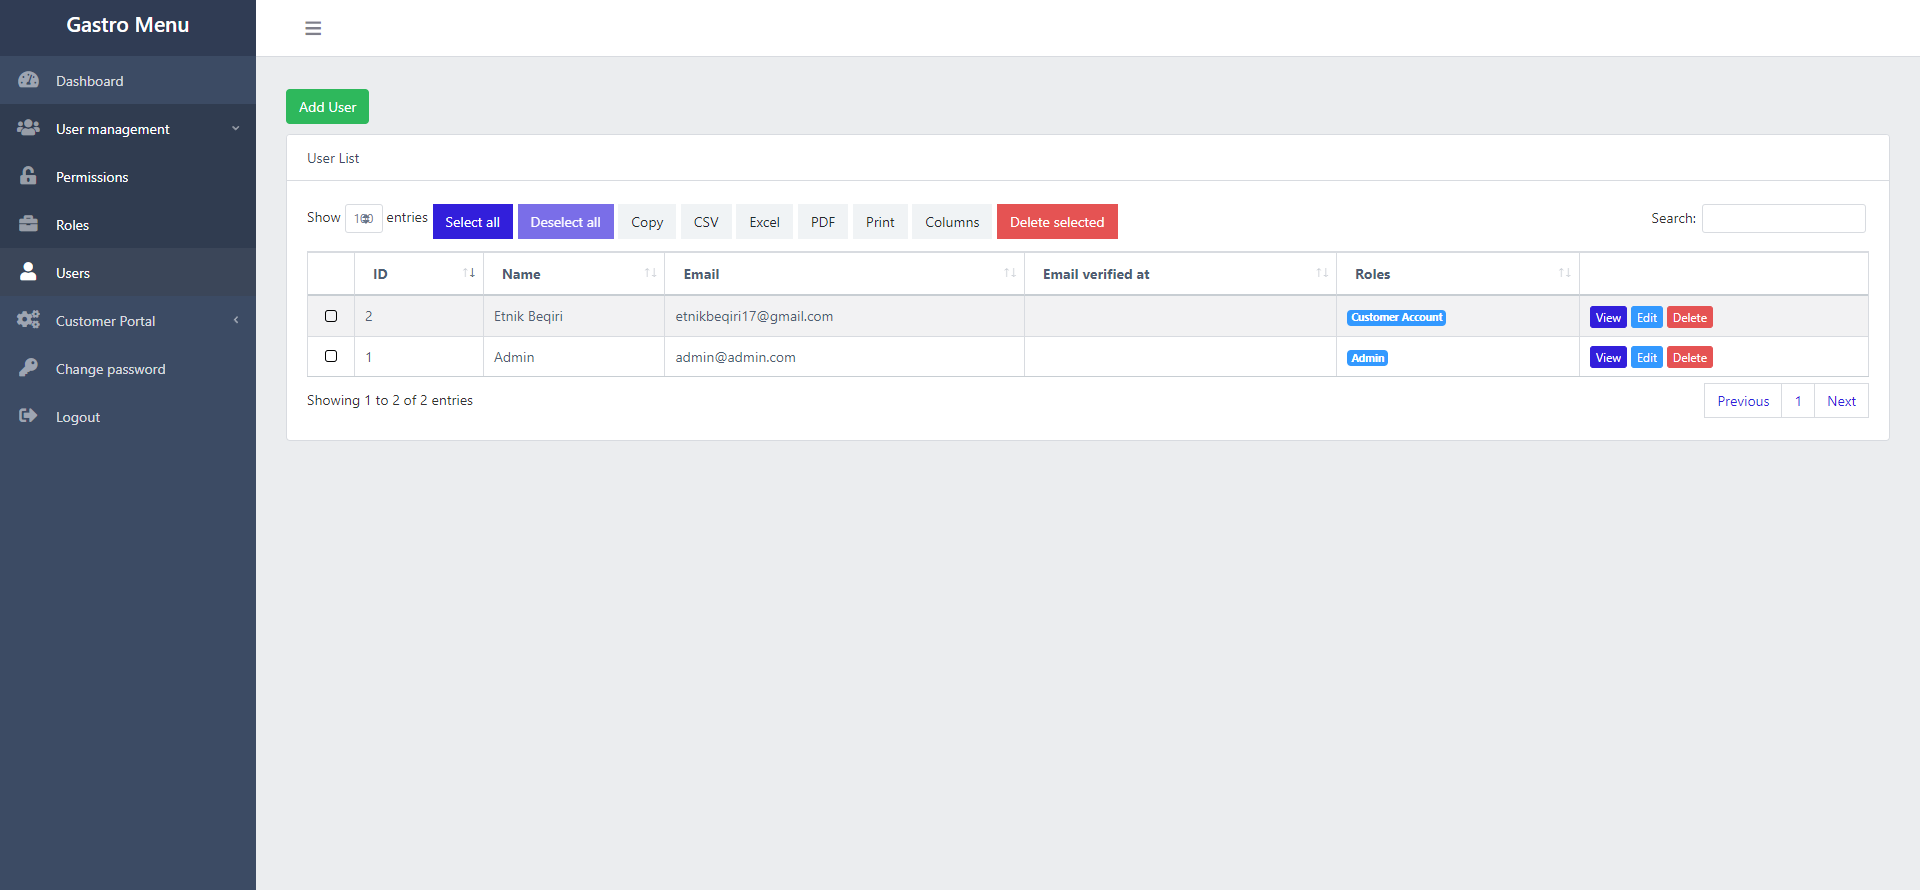 Gastro Menu
Dashboard
User management
Permissions
Roles
Users
Customer Portal
Change password
Logout
Add User
User List
Show 100 entries Select all Deselect all Copy CSV Excel PDF Print Columns Delete selected Search:
ID Name Email Email verified at Roles
2 Etnik Beqiri etnikbeqiri17@gmail.com Customer Account View Edit Delete
1 Admin admin@admin.com Admin View Edit Delete
Showing 1 to 2 of 2 entries Previous 1 Next